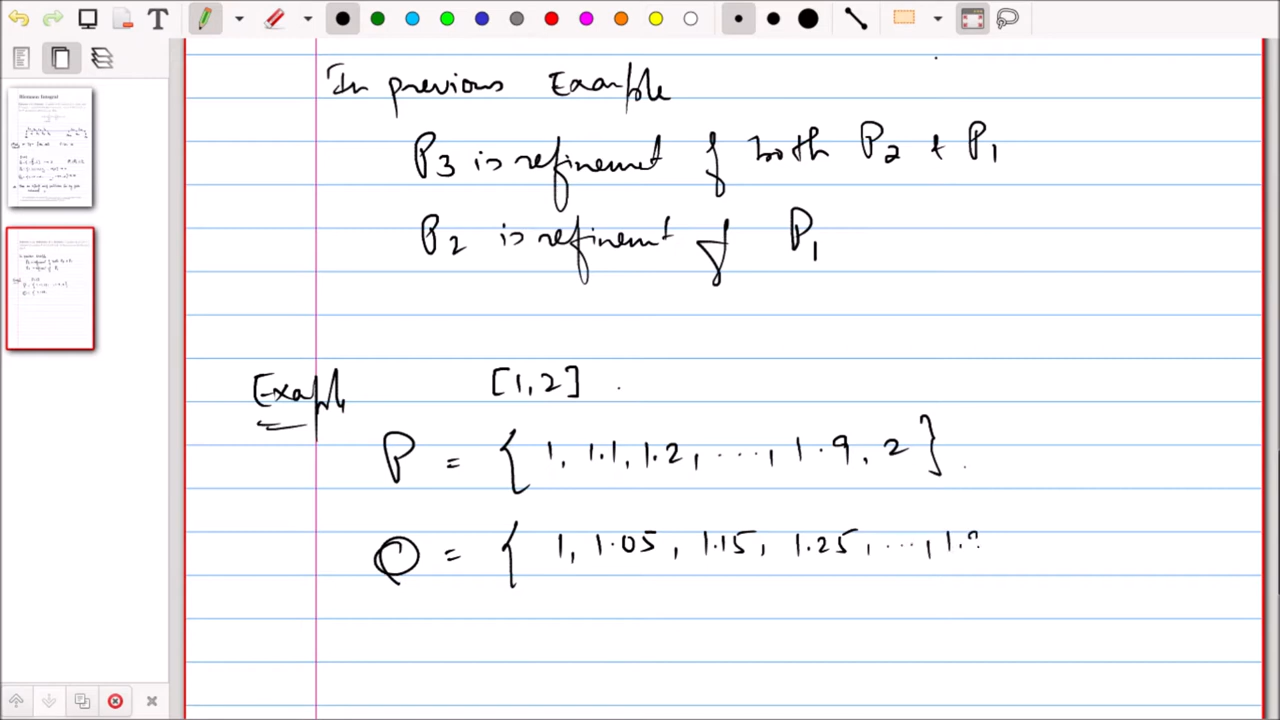 In previous Example
P3 is refinement of both P2 + P1
P2 is refinement of P1
Example [1,2] .
P = { 1, 1.1, 1.2, ...., 1.9, 2 } .
Q = { 1, 1.05, 1.15, 1.25, ..., 1.